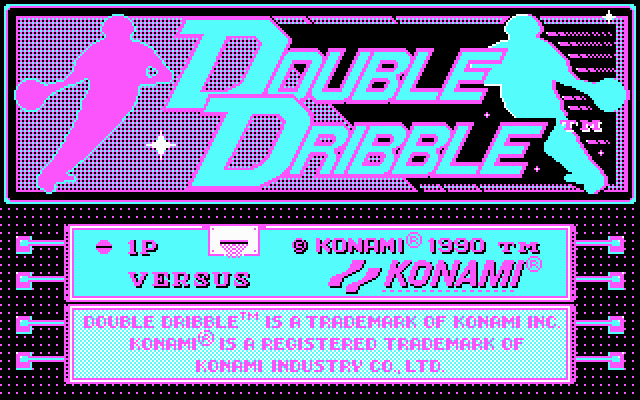 DOUBLE
DRIBBLE TM
1P © KONAMI® 1990 TM
VERSUS KONAMI®
DOUBLE DRIBBLE™ IS A TRADEMARK OF KONAMI INC.
KONAMI® IS A REGISTERED TRADEMARK OF
KONAMI INDUSTRY CO., LTD.